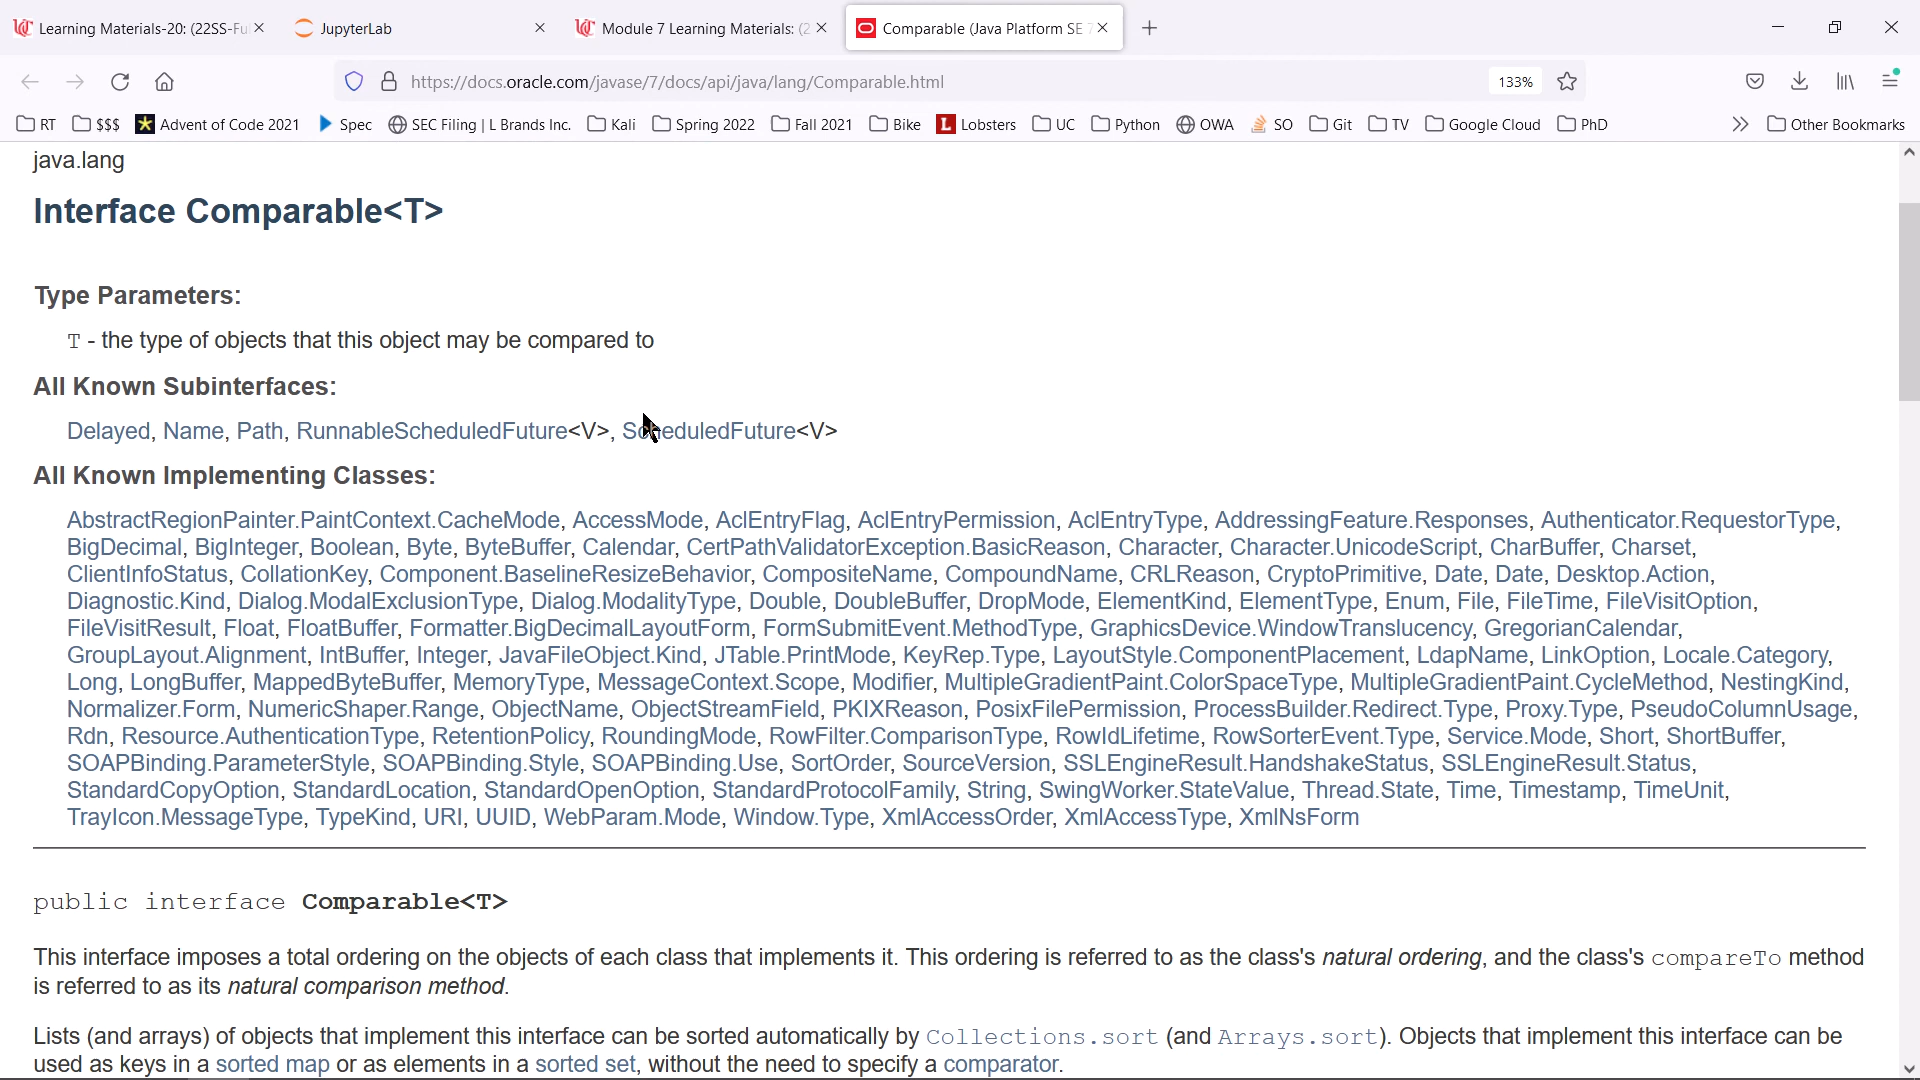 Learning Materials-20: (22SS-Fu
JupyterLab
Module 7 Learning Materials: (2
Comparable (Java Platform SE 7
https://docs.oracle.com/javase/7/docs/api/java/lang/Comparable.html
133%
RT $$$ Advent of Code 2021 Spec SEC Filing | L Brands Inc. Kali Spring 2022 Fall 2021 Bike Lobsters UC Python OWA SO Git TV Google Cloud PhD Other Bookmarks
java.lang
Interface Comparable<T>
Type Parameters:
T - the type of objects that this object may be compared to
All Known Subinterfaces:
Delayed, Name, Path, RunnableScheduledFuture<V>, ScheduledFuture<V>
All Known Implementing Classes:
AbstractRegionPainter.PaintContext.CacheMode, AccessMode, AclEntryFlag, AclEntryPermission, AclEntryType, AddressingFeature.Responses, Authenticator.RequestorType,
BigDecimal, BigInteger, Boolean, Byte, ByteBuffer, Calendar, CertPathValidatorException.BasicReason, Character, Character.UnicodeScript, CharBuffer, Charset,
ClientInfoStatus, CollationKey, Component.BaselineResizeBehavior, CompositeName, CompoundName, CRLReason, CryptoPrimitive, Date, Date, Desktop.Action,
Diagnostic.Kind, Dialog.ModalExclusionType, Dialog.ModalityType, Double, DoubleBuffer, DropMode, ElementKind, ElementType, Enum, File, FileTime, FileVisitOption,
FileVisitResult, Float, FloatBuffer, Formatter.BigDecimalLayoutForm, FormSubmitEvent.MethodType, GraphicsDevice.WindowTranslucency, GregorianCalendar,
GroupLayout.Alignment, IntBuffer, Integer, JavaFileObject.Kind, JTable.PrintMode, KeyRep.Type, LayoutStyle.ComponentPlacement, LdapName, LinkOption, Locale.Category,
Long, LongBuffer, MappedByteBuffer, MemoryType, MessageContext.Scope, Modifier, MultipleGradientPaint.ColorSpaceType, MultipleGradientPaint.CycleMethod, NestingKind,
Normalizer.Form, NumericShaper.Range, ObjectName, ObjectStreamField, PKIXReason, PosixFilePermission, ProcessBuilder.Redirect.Type, Proxy.Type, PseudoColumnUsage,
Rdn, Resource.AuthenticationType, RetentionPolicy, RoundingMode, RowFilter.ComparisonType, RowIdLifetime, RowSorterEvent.Type, Service.Mode, Short, ShortBuffer,
SOAPBinding.ParameterStyle, SOAPBinding.Style, SOAPBinding.Use, SortOrder, SourceVersion, SSLEngineResult.HandshakeStatus, SSLEngineResult.Status,
StandardCopyOption, StandardLocation, StandardOpenOption, StandardProtocolFamily, String, SwingWorker.StateValue, Thread.State, Time, Timestamp, TimeUnit,
TrayIcon.MessageType, TypeKind, URI, UUID, WebParam.Mode, Window.Type, XmlAccessOrder, XmlAccessType, XmlNsForm
public interface Comparable<T>
This interface imposes a total ordering on the objects of each class that implements it. This ordering is referred to as the class's natural ordering, and the class's compareTo method
is referred to as its natural comparison method.
Lists (and arrays) of objects that implement this interface can be sorted automatically by Collections.sort (and Arrays.sort). Objects that implement this interface can be
used as keys in a sorted map or as elements in a sorted set, without the need to specify a comparator.